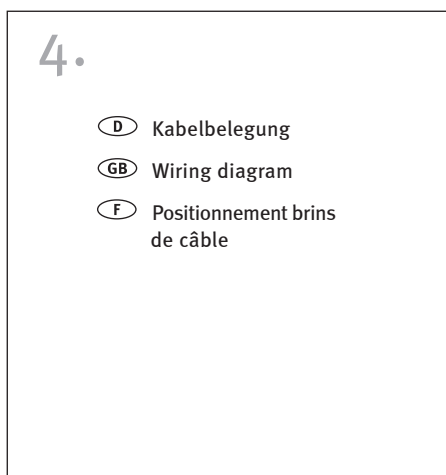 4.
D Kabelbelegung
GB Wiring diagram
F Positionnement brins
de câble